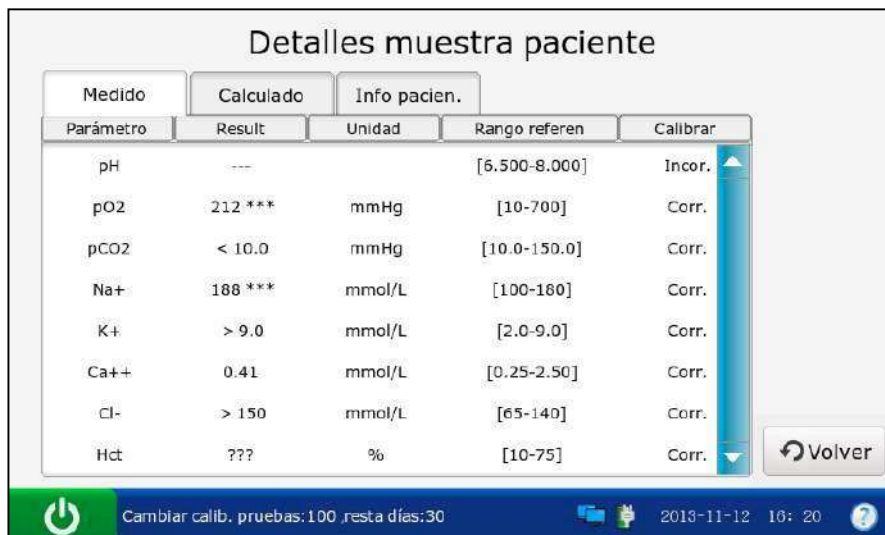 Detalles muestra paciente
Medido Calculado Info pacien.
Parámetro Result Unidad Rango referen Calibrar
pH --- [6.500-8.000] Incor.
pO2 212 *** mmHg [10-700] Corr.
pCO2 < 10.0 mmHg [10.0-150.0] Corr.
Na+ 188 *** mmol/L [100-180] Corr.
K+ > 9.0 mmol/L [2.0-9.0] Corr.
Ca++ 0.41 mmol/L [0.25-2.50] Corr.
Cl- > 150 mmol/L [65-140] Corr.
Hct ??? % [10-75] Corr.
Volver
Cambiar calib. pruebas:100 ,resta días:30 2013-11-12 16: 20 ?